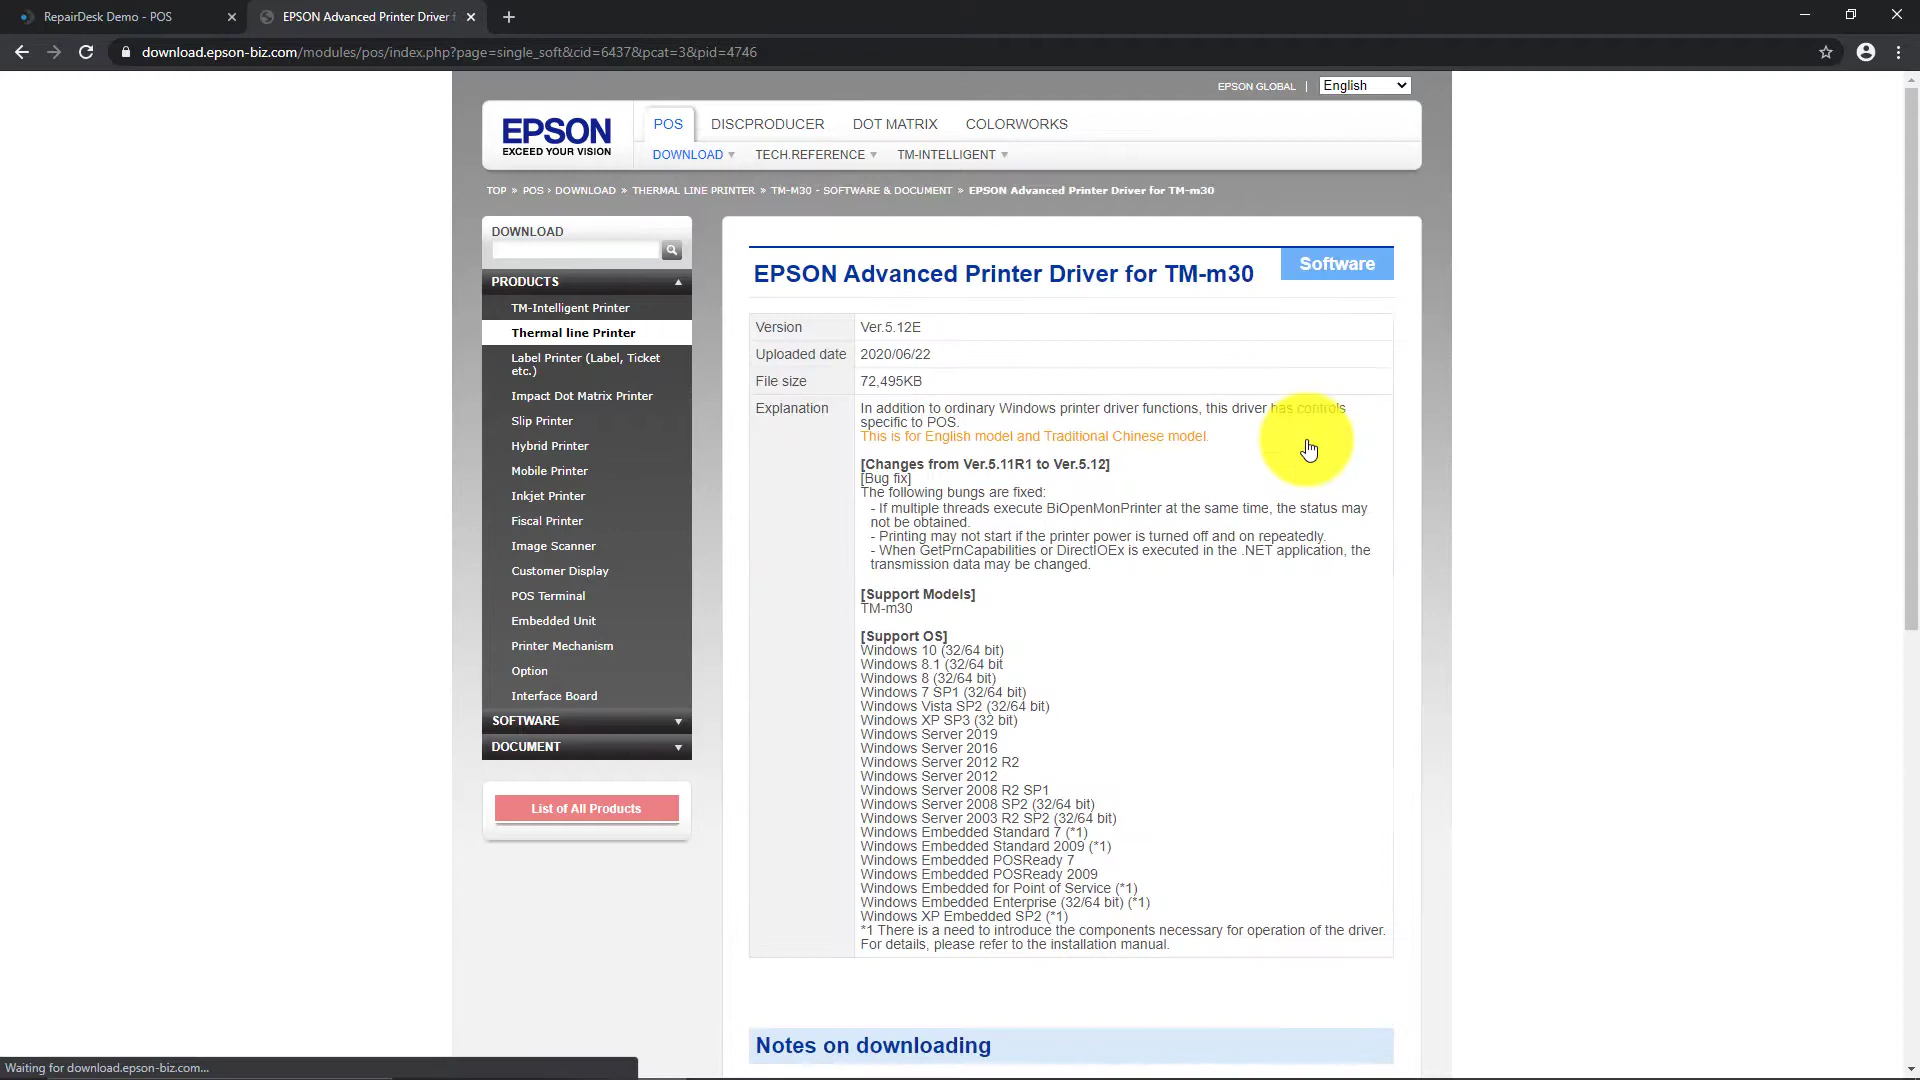 RepairDesk Demo - POS
EPSON Advanced Printer Driver f
download.epson-biz.com/modules/pos/index.php?page=single_soft&cid=6437&pcat=3&pid=4746
EPSON GLOBAL |
English
EPSON
EXCEED YOUR VISION
POS
DISCPRODUCER
DOT MATRIX
COLORWORKS
DOWNLOAD
TECH.REFERENCE
TM-INTELLIGENT
TOP » POS › DOWNLOAD » THERMAL LINE PRINTER » TM-M30 - SOFTWARE & DOCUMENT » EPSON Advanced Printer Driver for TM-m30
DOWNLOAD
PRODUCTS
TM-Intelligent Printer
Thermal line Printer
Label Printer (Label, Ticket
etc.)
Impact Dot Matrix Printer
Slip Printer
Hybrid Printer
Mobile Printer
Inkjet Printer
Fiscal Printer
Image Scanner
Customer Display
POS Terminal
Embedded Unit
Printer Mechanism
Option
Interface Board
SOFTWARE
DOCUMENT
List of All Products
EPSON Advanced Printer Driver for TM-m30
Software
Version
Ver.5.12E
Uploaded date
2020/06/22
File size
72,495KB
Explanation
In addition to ordinary Windows printer driver functions, this driver has controls
specific to POS.
This is for English model and Traditional Chinese model.
[Changes from Ver.5.11R1 to Ver.5.12]
[Bug fix]
The following bungs are fixed:
- If multiple threads execute BiOpenMonPrinter at the same time, the status may
not be obtained.
- Printing may not start if the printer power is turned off and on repeatedly.
- When GetPrnCapabilities or DirectIOEx is executed in the .NET application, the
transmission data may be changed.
[Support Models]
TM-m30
[Support OS]
Windows 10 (32/64 bit)
Windows 8.1 (32/64 bit
Windows 8 (32/64 bit)
Windows 7 SP1 (32/64 bit)
Windows Vista SP2 (32/64 bit)
Windows XP SP3 (32 bit)
Windows Server 2019
Windows Server 2016
Windows Server 2012 R2
Windows Server 2012
Windows Server 2008 R2 SP1
Windows Server 2008 SP2 (32/64 bit)
Windows Server 2003 R2 SP2 (32/64 bit)
Windows Embedded Standard 7 (*1)
Windows Embedded Standard 2009 (*1)
Windows Embedded POSReady 7
Windows Embedded POSReady 2009
Windows Embedded for Point of Service (*1)
Windows Embedded Enterprise (32/64 bit) (*1)
Windows XP Embedded SP2 (*1)
*1 There is a need to introduce the components necessary for operation of the driver.
For details, please refer to the installation manual.
Notes on downloading
Waiting for download.epson-biz.com...